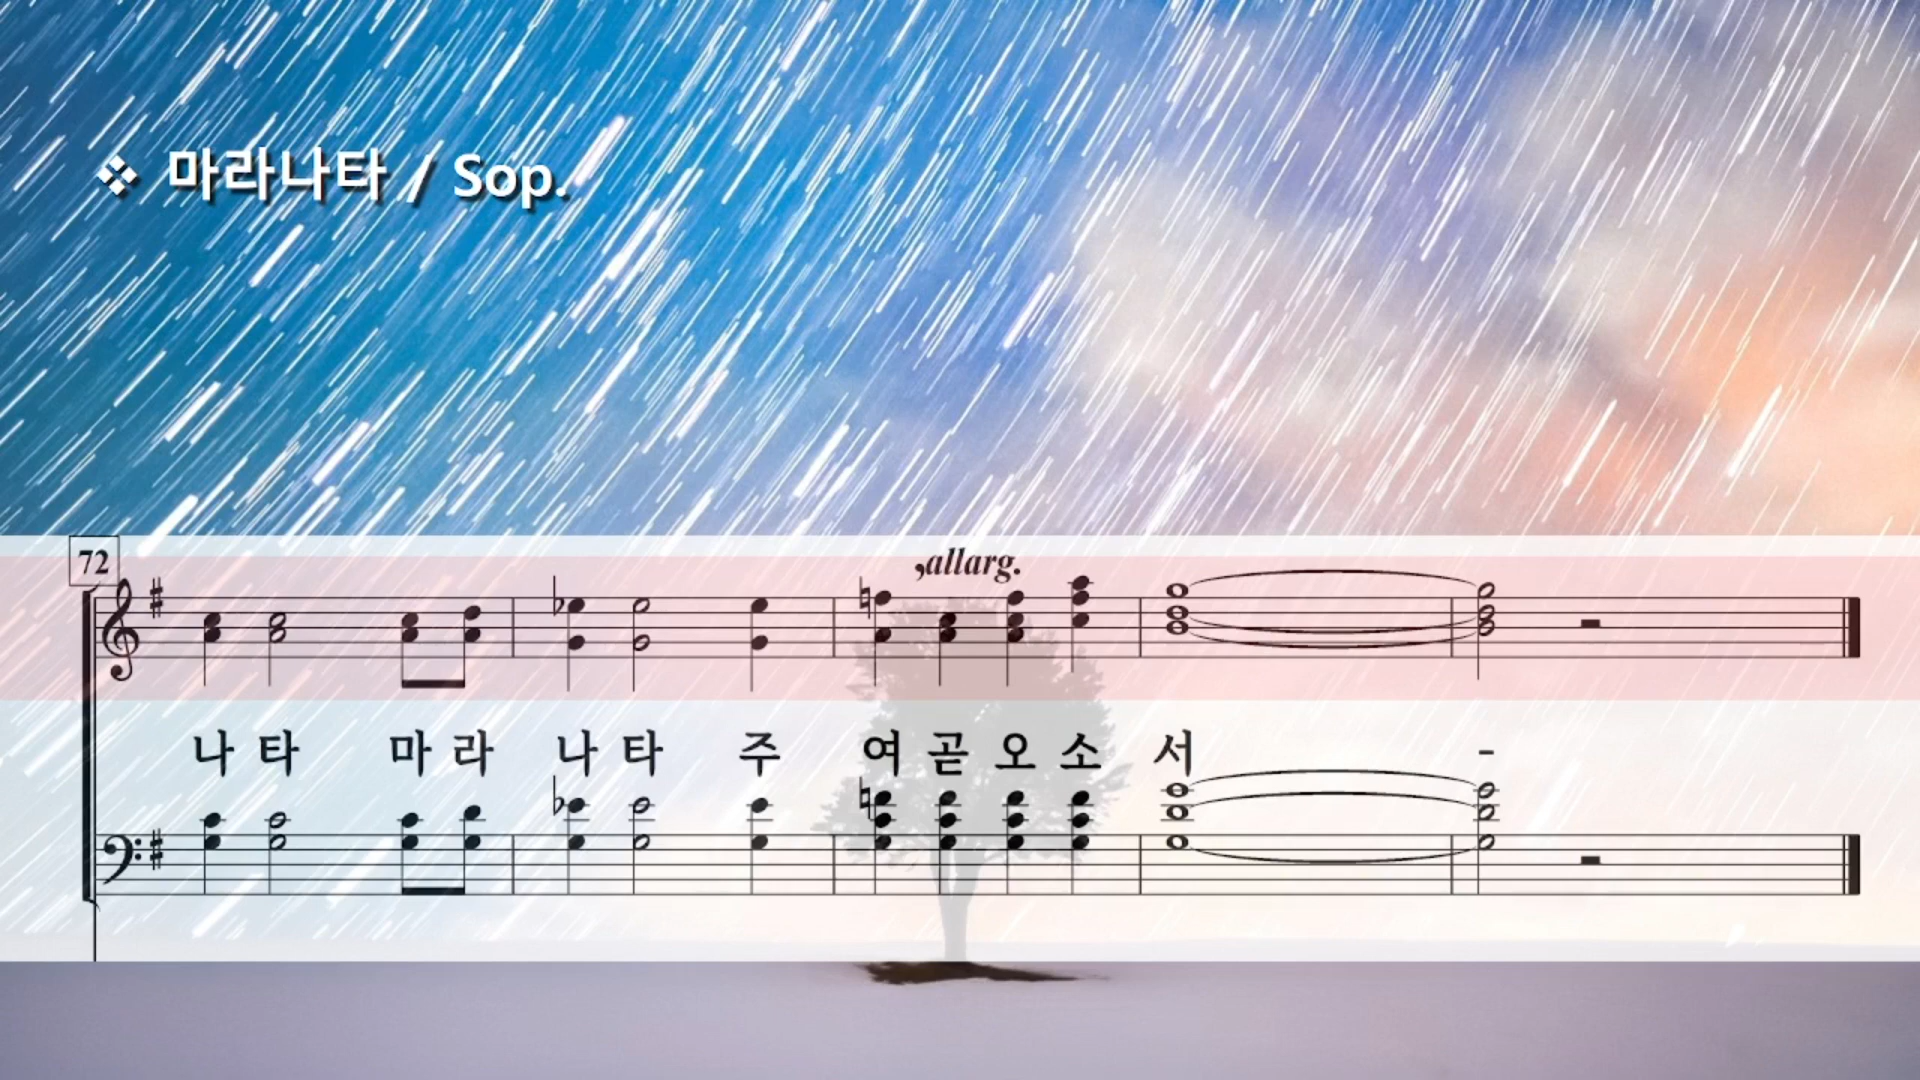 ❖ 마라나타 / Sop.
72
,allarg.
나 타 마 라 나 타 주 여 곧 오 소 서 -